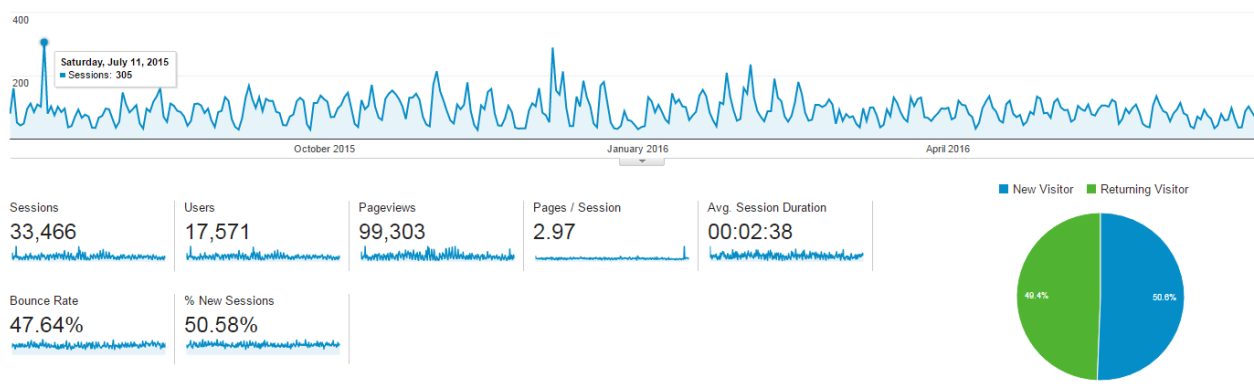 400
Saturday, July 11, 2015
Sessions: 305
200
October 2015
January 2016
April 2016
New Visitor
Returning Visitor
Sessions
33,466
Users
17,571
Pageviews
99,303
Pages / Session
2.97
Avg. Session Duration
00:02:38
Bounce Rate
47.64%
% New Sessions
50.58%
49.4%
50.6%